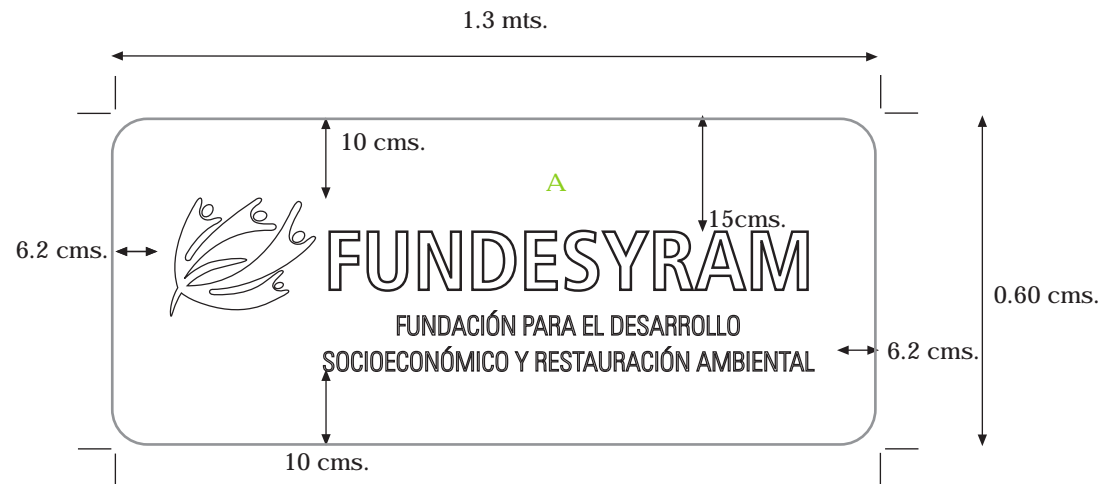 1.3 mts.
10 cms.
A
15cms.
6.2 cms.
FUNDESYRAM
0.60 cms.
FUNDACIÓN PARA EL DESARROLLO
6.2 cms.
SOCIOECONÓMICO Y RESTAURACIÓN AMBIENTAL
10 cms.